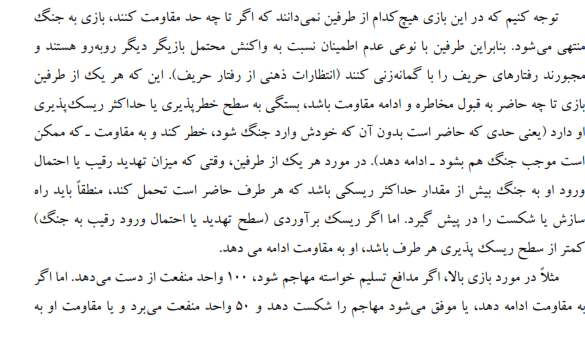 توجه کنیم که در این بازی هیچ‌کدام از طرفین نمی‌دانند که اگر تا چه حد مقاومت کنند، بازی به جنگ
منتهی می‌شود. بنابراین طرفین با نوعی عدم اطمینان نسبت به واکنش محتمل بازیگر دیگر روبه‌رو هستند و
مجبورند رفتارهای حریف را با گمانه‌زنی کنند (انتظارات ذهنی از رفتار حریف). این که هر یک از طرفین
بازی تا چه حاضر به قبول مخاطره و ادامه مقاومت باشد، بستگی به سطح خطرپذیری یا حداکثر ریسک‌پذیری
او دارد (یعنی حدی که حاضر است بدون آن که خودش وارد جنگ شود، خطر کند و به مقاومت ـ که ممکن
است موجب جنگ هم بشود ـ ادامه دهد). در مورد هر یک از طرفین، وقتی که میزان تهدید رقیب یا احتمال
ورود او به جنگ بیش از مقدار حداکثر ریسکی باشد که هر طرف حاضر است تحمل کند، منطقاً باید راه
سازش یا شکست را در پیش گیرد. اما اگر ریسک برآوردی (سطح تهدید یا احتمال ورود رقیب به جنگ)
کمتر از سطح ریسک پذیری هر طرف باشد، او به مقاومت ادامه می دهد.
مثلاً در مورد بازی بالا، اگر مدافع تسلیم خواسته مهاجم شود، ۱۰۰ واحد منفعت از دست می‌دهد. اما اگر
به مقاومت ادامه دهد، یا موفق می‌شود مهاجم را شکست دهد و ۵۰ واحد منفعت می‌برد و یا مقاومت او به